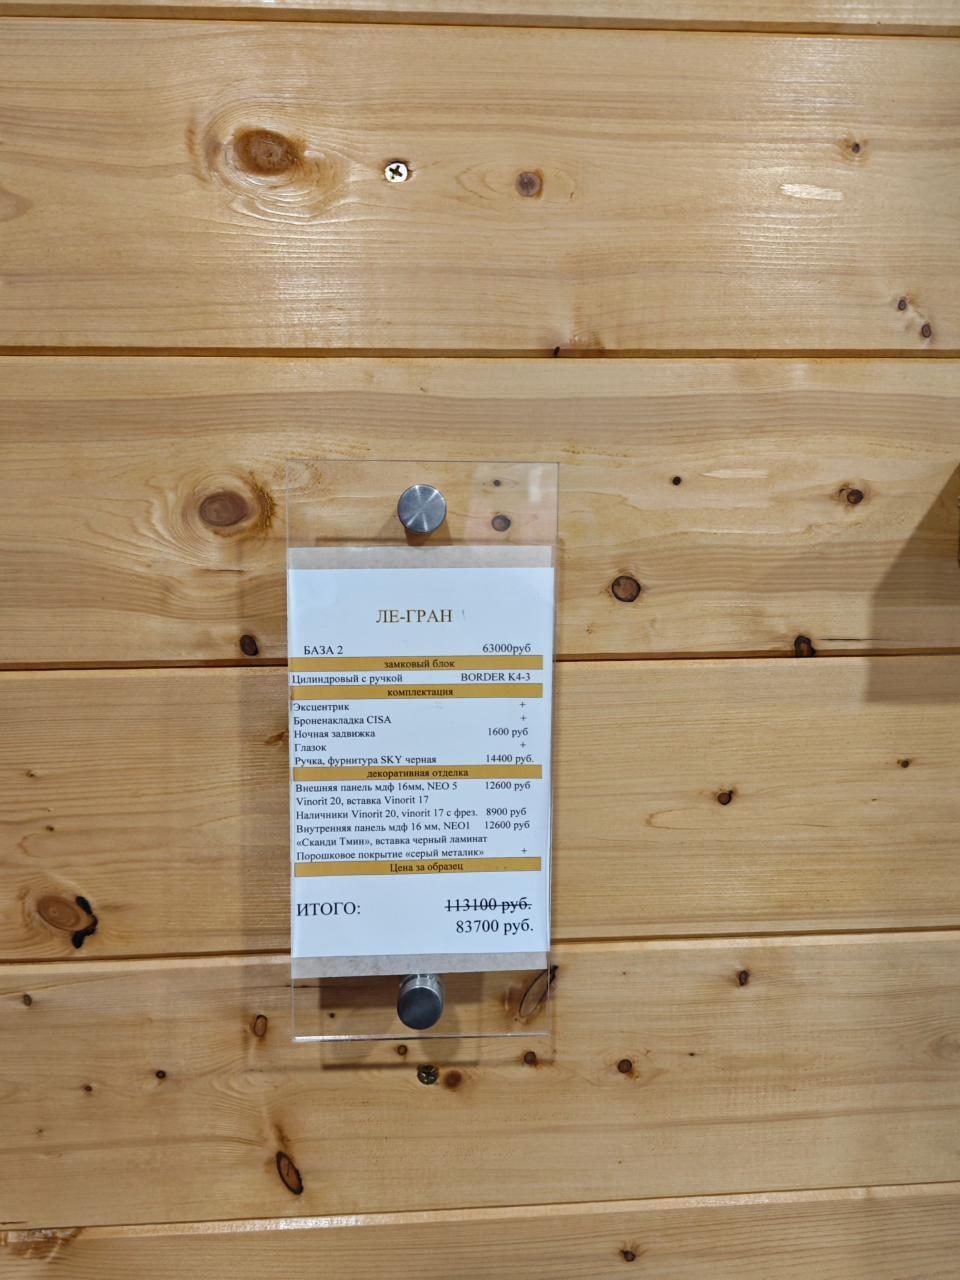 ЛЕ-ГРАН
БАЗА 2 63000руб
замковый блок
Цилиндровый с ручкой BORDER K4-3
комплектация
Эксцентрик +
Броненакладка CISA +
Ночная задвижка 1600 руб
Глазок +
Ручка, фурнитура SKY черная 14400 руб.
декоративная отделка
Внешняя панель мдф 16мм, NEO 5 12600 руб
Vinorit 20, вставка Vinorit 17
Наличники Vinorit 20, vinorit 17 с фрез. 8900 руб
Внутренняя панель мдф 16 мм, NEO1 12600 руб
«Сканди Тмин», вставка черный ламинат
Порошковое покрытие «серый металик» +
Цена за образец
ИТОГО: 113100 руб.
83700 руб.